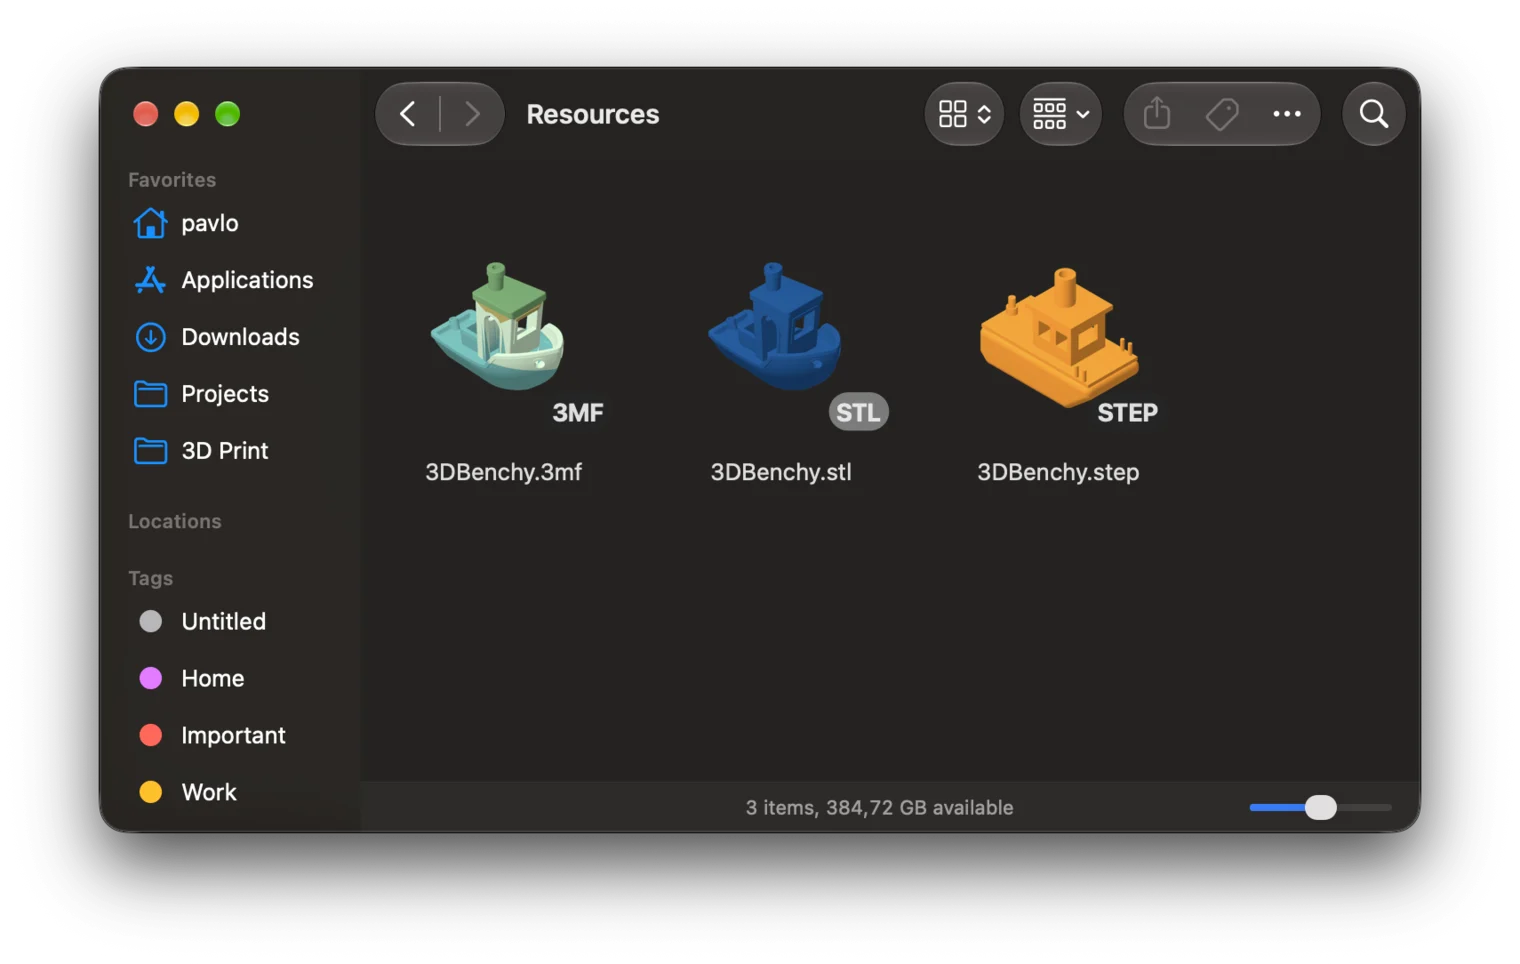 Resources
Favorites
pavlo
Applications
Downloads
Projects
3D Print
Locations
Tags
Untitled
Home
Important
Work
3MF
STL
STEP
3DBenchy.3mf
3DBenchy.stl
3DBenchy.step
3 items, 384,72 GB available